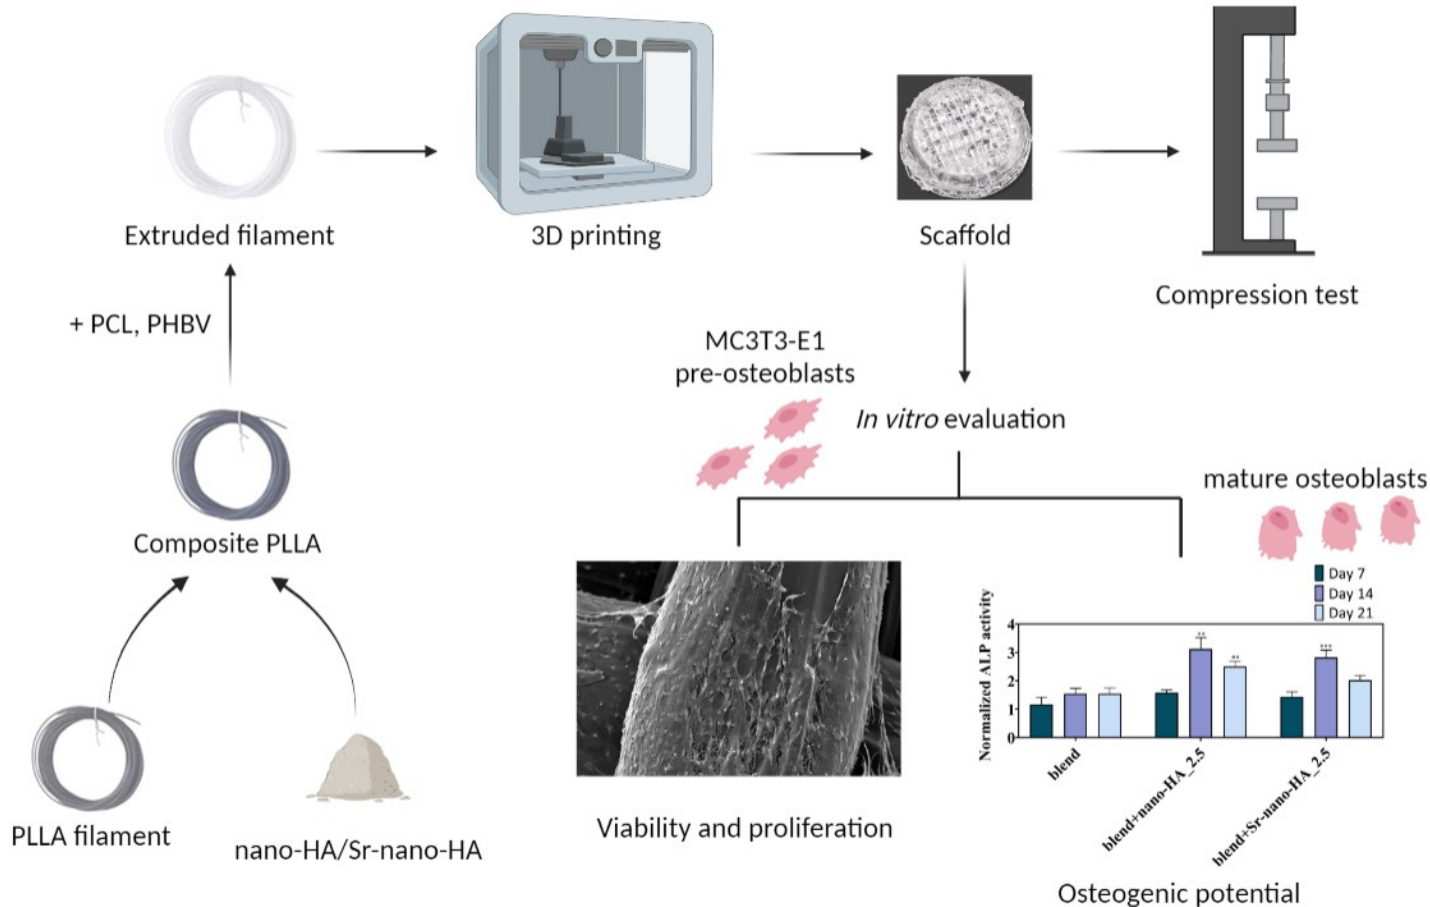 Extruded filament
3D printing
Scaffold
Compression test
+ PCL, PHBV
Composite PLLA
PLLA filament
nano-HA/Sr-nano-HA
MC3T3-E1
pre-osteoblasts
In vitro evaluation
mature osteoblasts
Viability and proliferation
Day 7
Day 14
Day 21
Normalized ALP activity
4
3
2
1
0
**
**
***
blend
blend+nano-HA_2.5
blend+Sr-nano-HA_2.5
Osteogenic potential